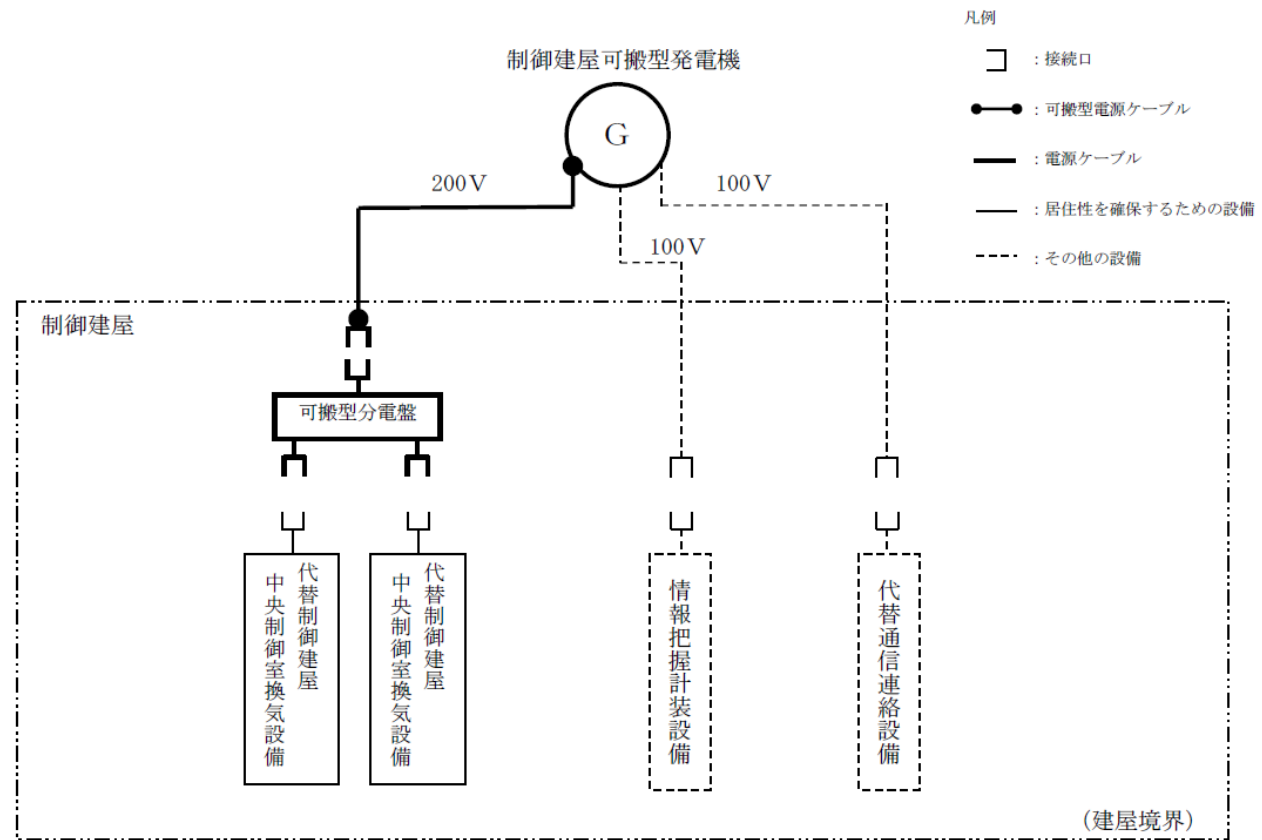 凡例
：接続口
：可搬型電源ケーブル
：電源ケーブル
：居住性を確保するための設備
：その他の設備
制御建屋可搬型発電機
G
200V
100V
100V
制御建屋
可搬型分電盤
代替制御建屋
中央制御室換気設備
代替制御建屋
中央制御室換気設備
情報把握計装設備
代替通信連絡設備
(建屋境界)